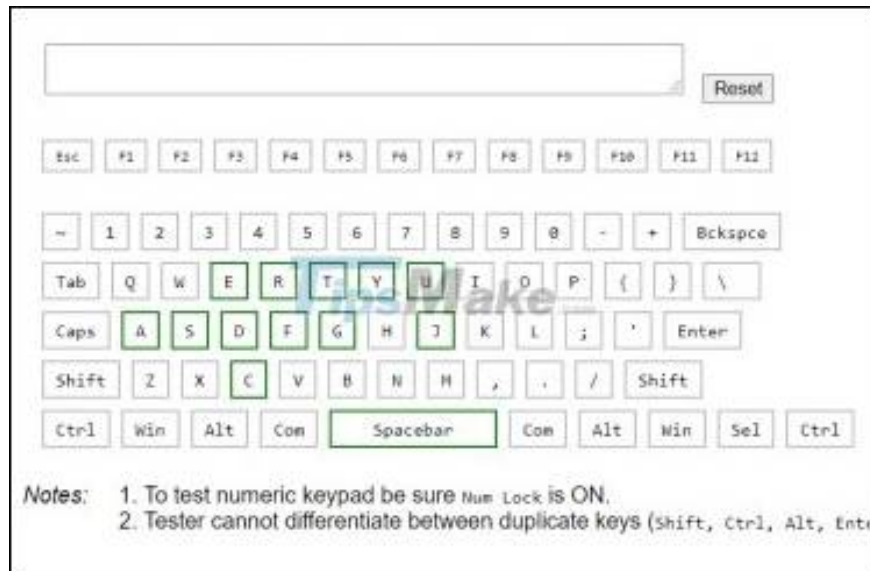 Reset
Esc F1 F2 F3 F4 F5 F6 F7 F8 F9 F10 F11 F12
~ 1 2 3 4 5 6 7 8 9 0 - + Bckspce
Tab Q W E R T Y U I O P { } \
TipsMake.com
Caps A S D F G H J K L ; ' Enter
Shift Z X C V B N M , . / Shift
Ctrl Win Alt Com Spacebar Com Alt Win Sel Ctrl
Notes: 1. To test numeric keypad be sure Num Lock is ON.
2. Tester cannot differentiate between duplicate keys (Shift, Ctrl, Alt, Ente